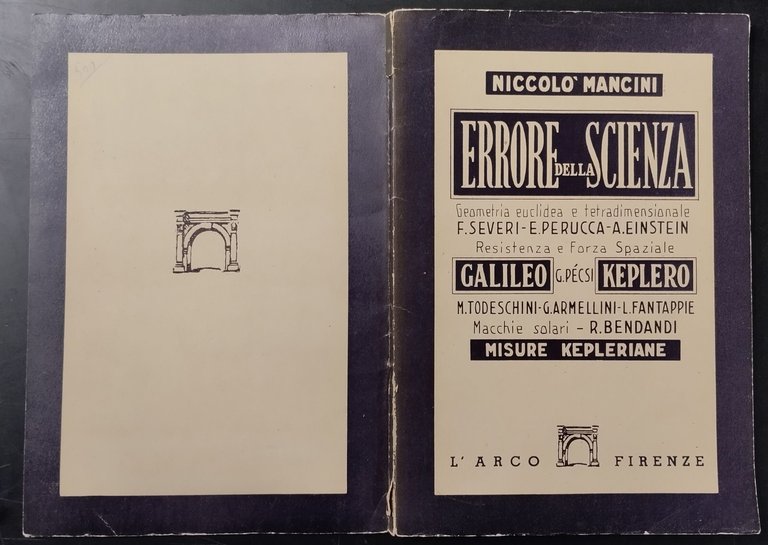 NICCOLO' MANCINI
ERRORE DELLA SCIENZA
Geometria euclidea e tetradimensionale
F. SEVERI - E. PERUCCA - A. EINSTEIN
Resistenza e Forza Spaziale
GALILEO G. PÉCSI KEPLERO
M. TODESCHINI - G. ARMELLINI - L. FANTAPPIE
Macchie solari - R. BENDANDI
MISURE KEPLERIANE
L'ARCO FIRENZE